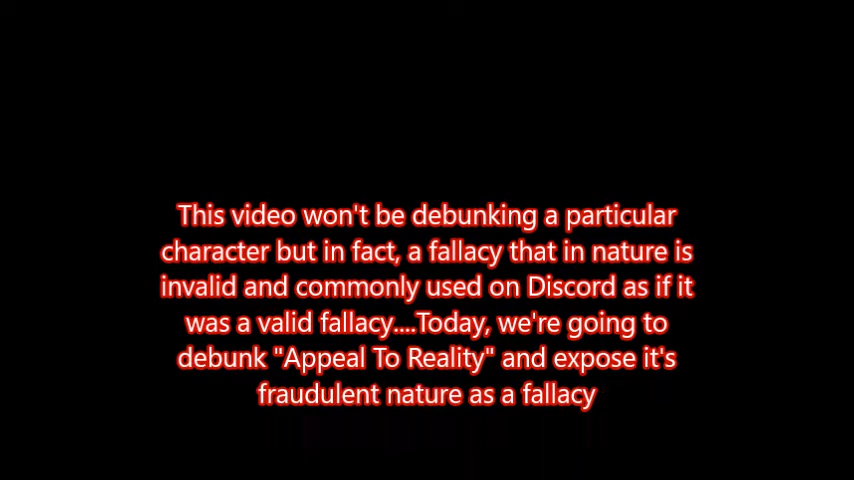 This video won't be debunking a particular
character but in fact, a fallacy that in nature is
invalid and commonly used on Discord as if it
was a valid fallacy....Today, we're going to
debunk "Appeal To Reality" and expose it's
fraudulent nature as a fallacy